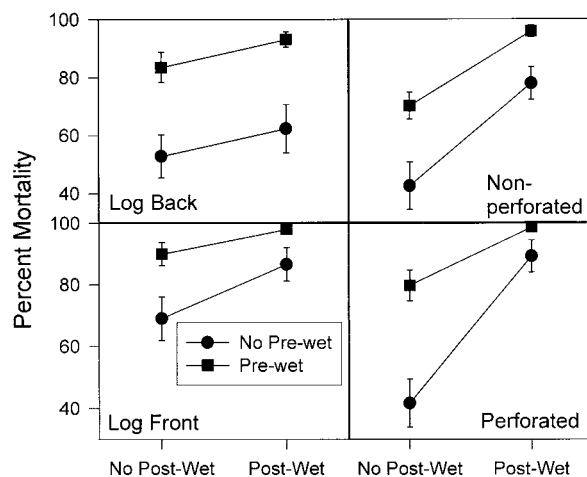 Percent Mortality
100
80
60
40
Log Back
Non-
perforated
100
80
60
40
No Pre-wet
Pre-wet
Log Front
Perforated
No Post-Wet
Post-Wet
No Post-Wet
Post-Wet